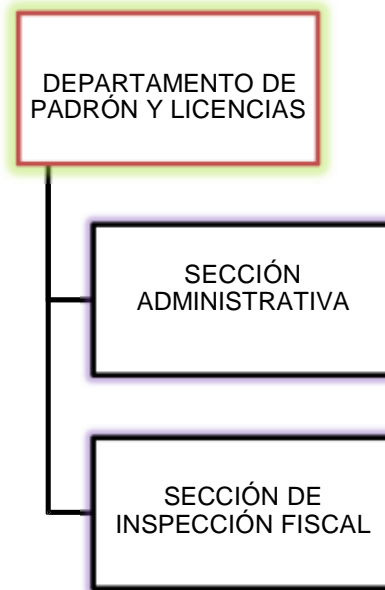 DEPARTAMENTO DE
PADRÓN Y LICENCIAS
SECCIÓN
ADMINISTRATIVA
SECCIÓN DE
INSPECCIÓN FISCAL